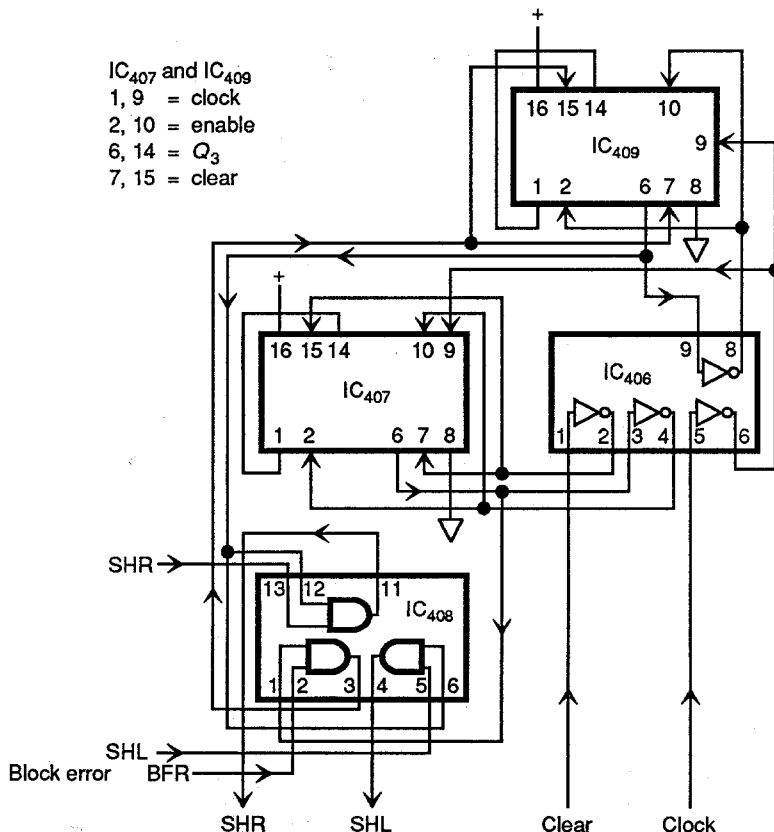 +
IC407 and IC409
1, 9 = clock
2, 10 = enable
6, 14 = Q3
7, 15 = clear
16 15 14 10
IC409 9
1 2 6 7 8
+
16 15 14 10 9
IC407
1 2 6 7 8
9 8
IC406
1 2 3 4 5 6
SHR
13 12 11
IC408
1 2 3 4 5 6
SHL
Block error BFR
SHR SHL Clear Clock